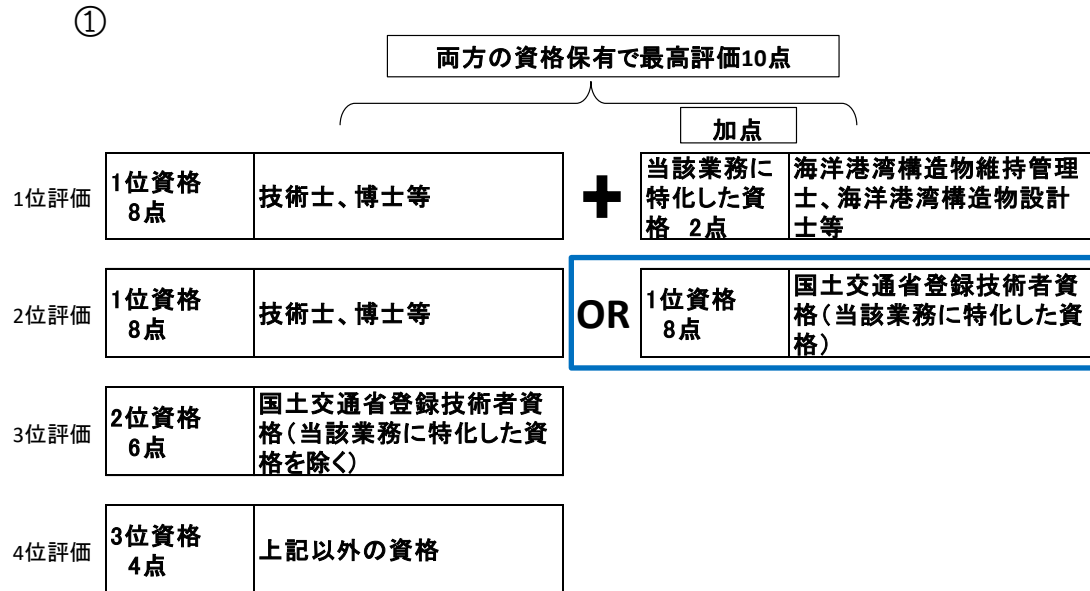 ①
両方の資格保有で最高評価10点
加点
1位評価
1位資格
8点
技術士、博士等
+
当該業務に
特化した資
格 2点
海洋港湾構造物維持管理
士、海洋港湾構造物設計
士等
2位評価
1位資格
8点
技術士、博士等
OR
1位資格
8点
国土交通省登録技術者資
格(当該業務に特化した資
格)
3位評価
2位資格
6点
国土交通省登録技術者資
格(当該業務に特化した資
格を除く)
4位評価
3位資格
4点
上記以外の資格